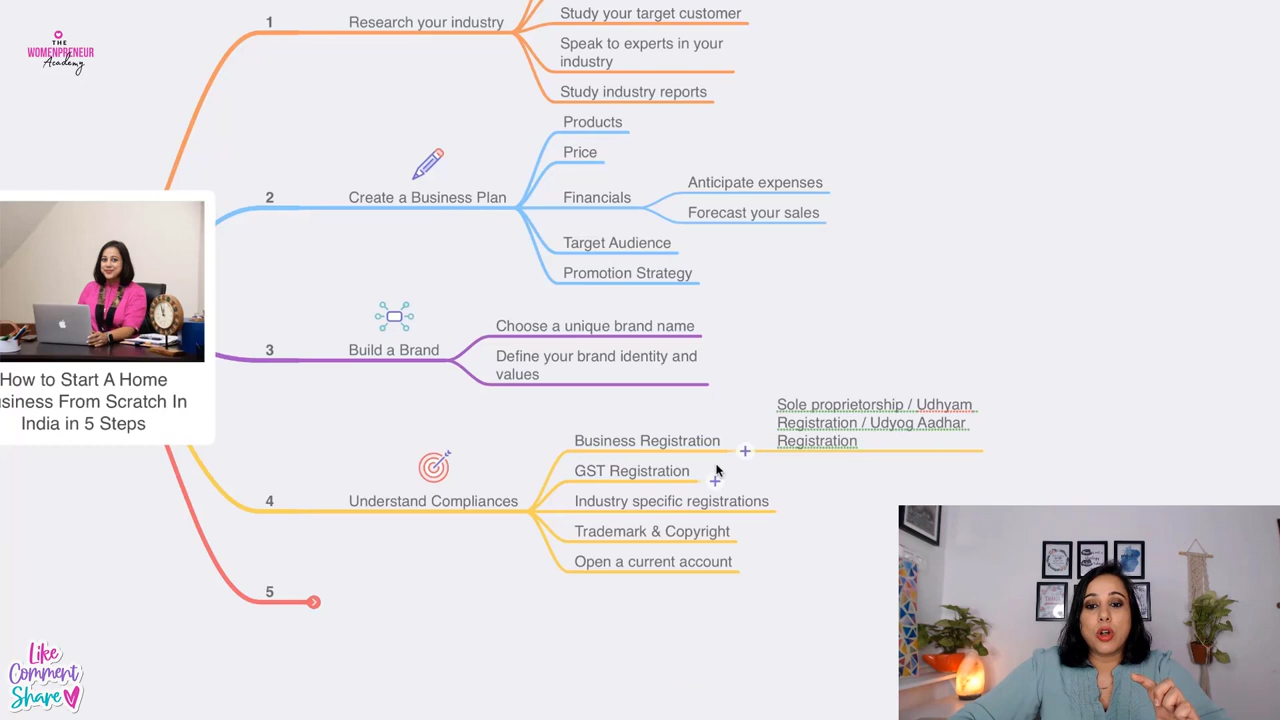 THE
WOMENPRENEUR
Academy
1
Research your industry
Study your target customer
Speak to experts in your
industry
Study industry reports
2
Create a Business Plan
Products
Price
Financials
Anticipate expenses
Forecast your sales
Target Audience
Promotion Strategy
How to Start A Home
usiness From Scratch In
India in 5 Steps
3
Build a Brand
Choose a unique brand name
Define your brand identity and
values
4
Understand Compliances
Business Registration
Sole proprietorship / Udhyam
Registration / Udyog Aadhar
Registration
GST Registration
Industry specific registrations
Trademark & Copyright
Open a current account
5
Like
Comment
Share